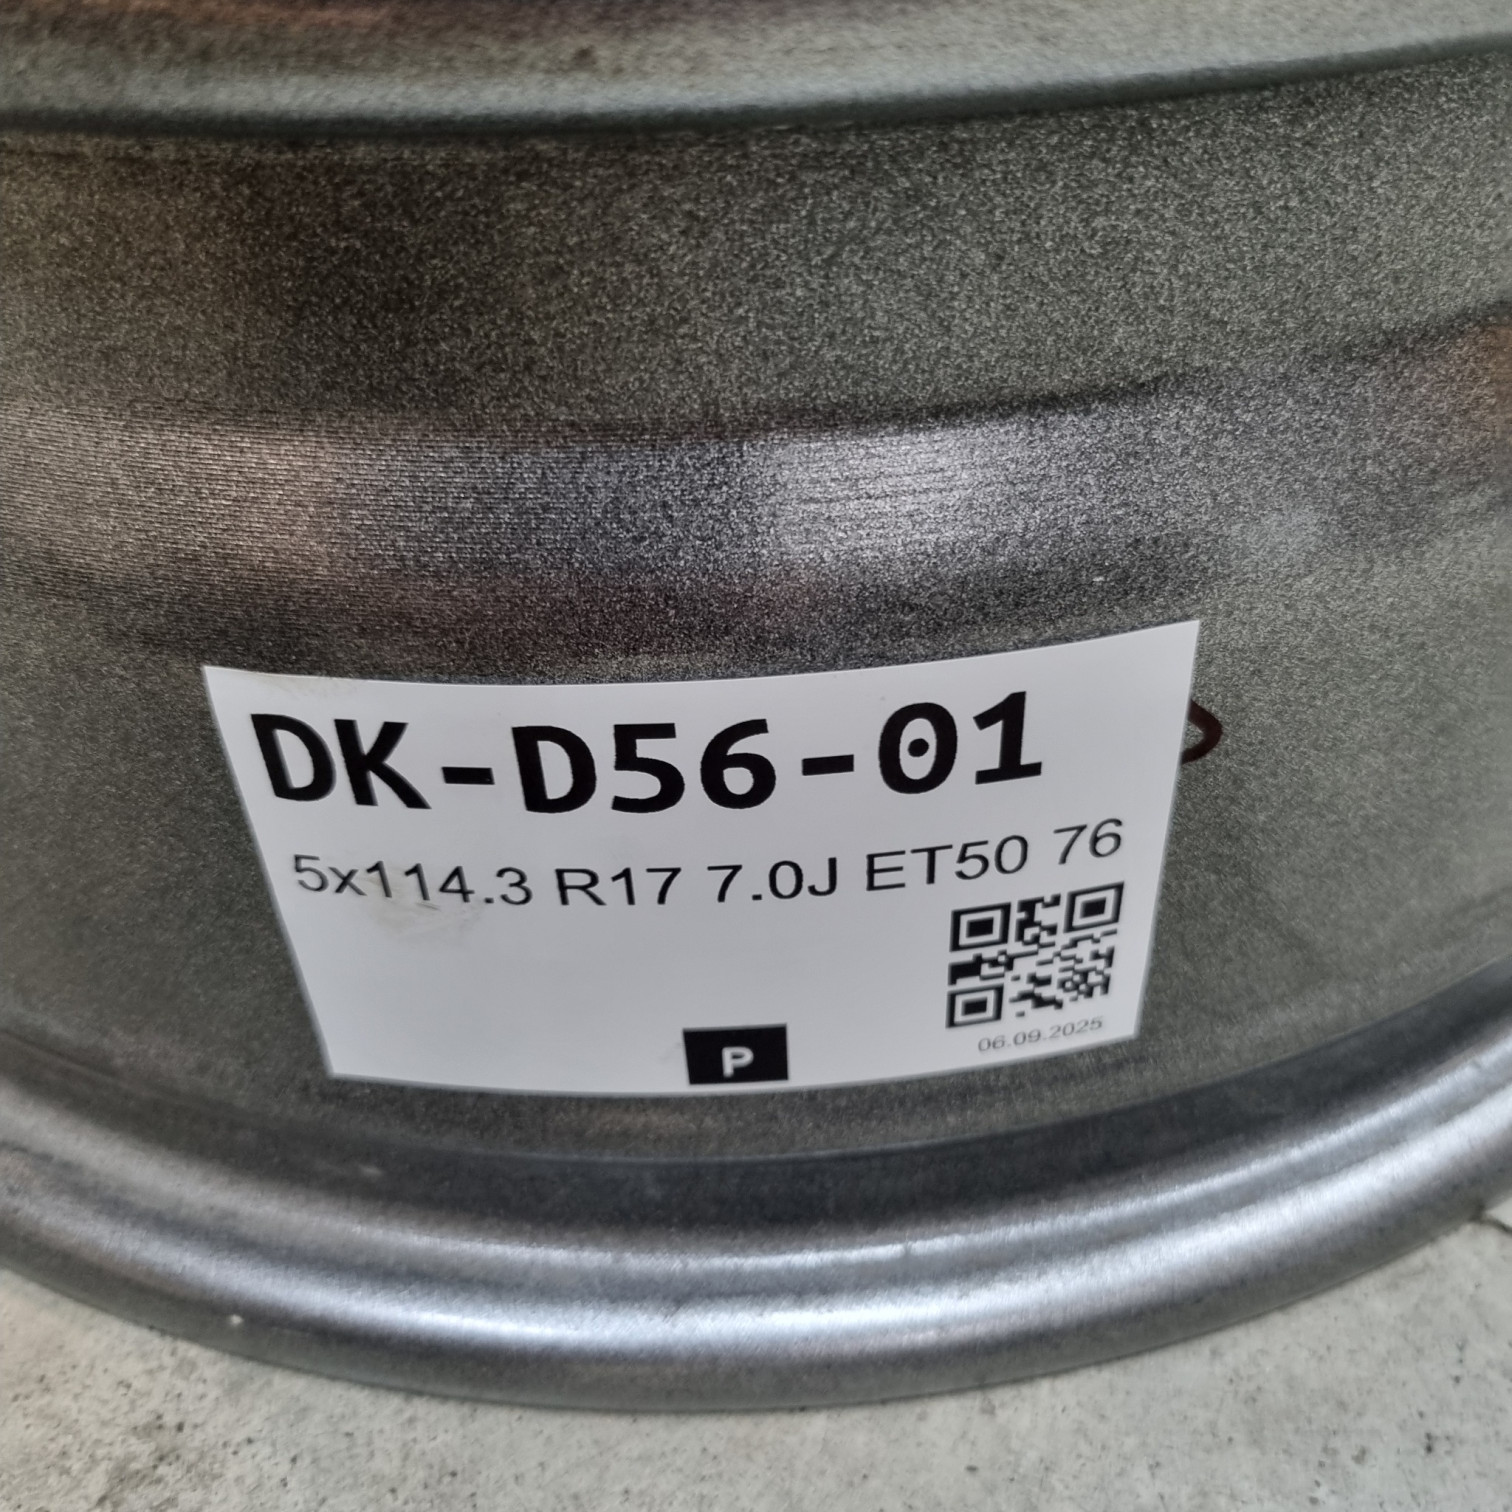 DK-D56-01
5x114.3 R17 7.0J ET50 76
06.09.2025
P